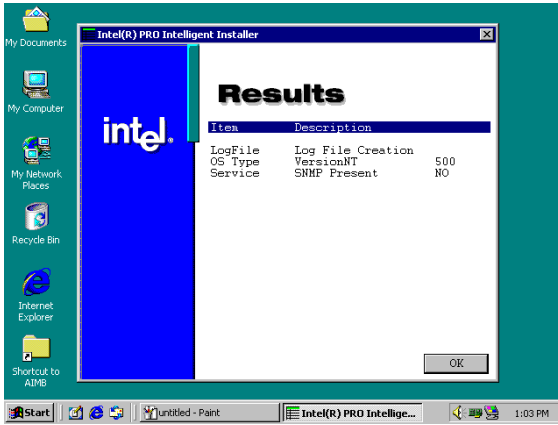 My Documents
My Computer
My Network
Places
Recycle Bin
Internet
Explorer
Shortcut to
AIMB
Intel(R) PRO Intelligent Installer
intel.
Results
Item Description
LogFile Log File Creation
OS Type VersionNT 500
Service SNMP Present NO
OK
Start
untitled - Paint
Intel(R) PRO Intellige...
1:03 PM